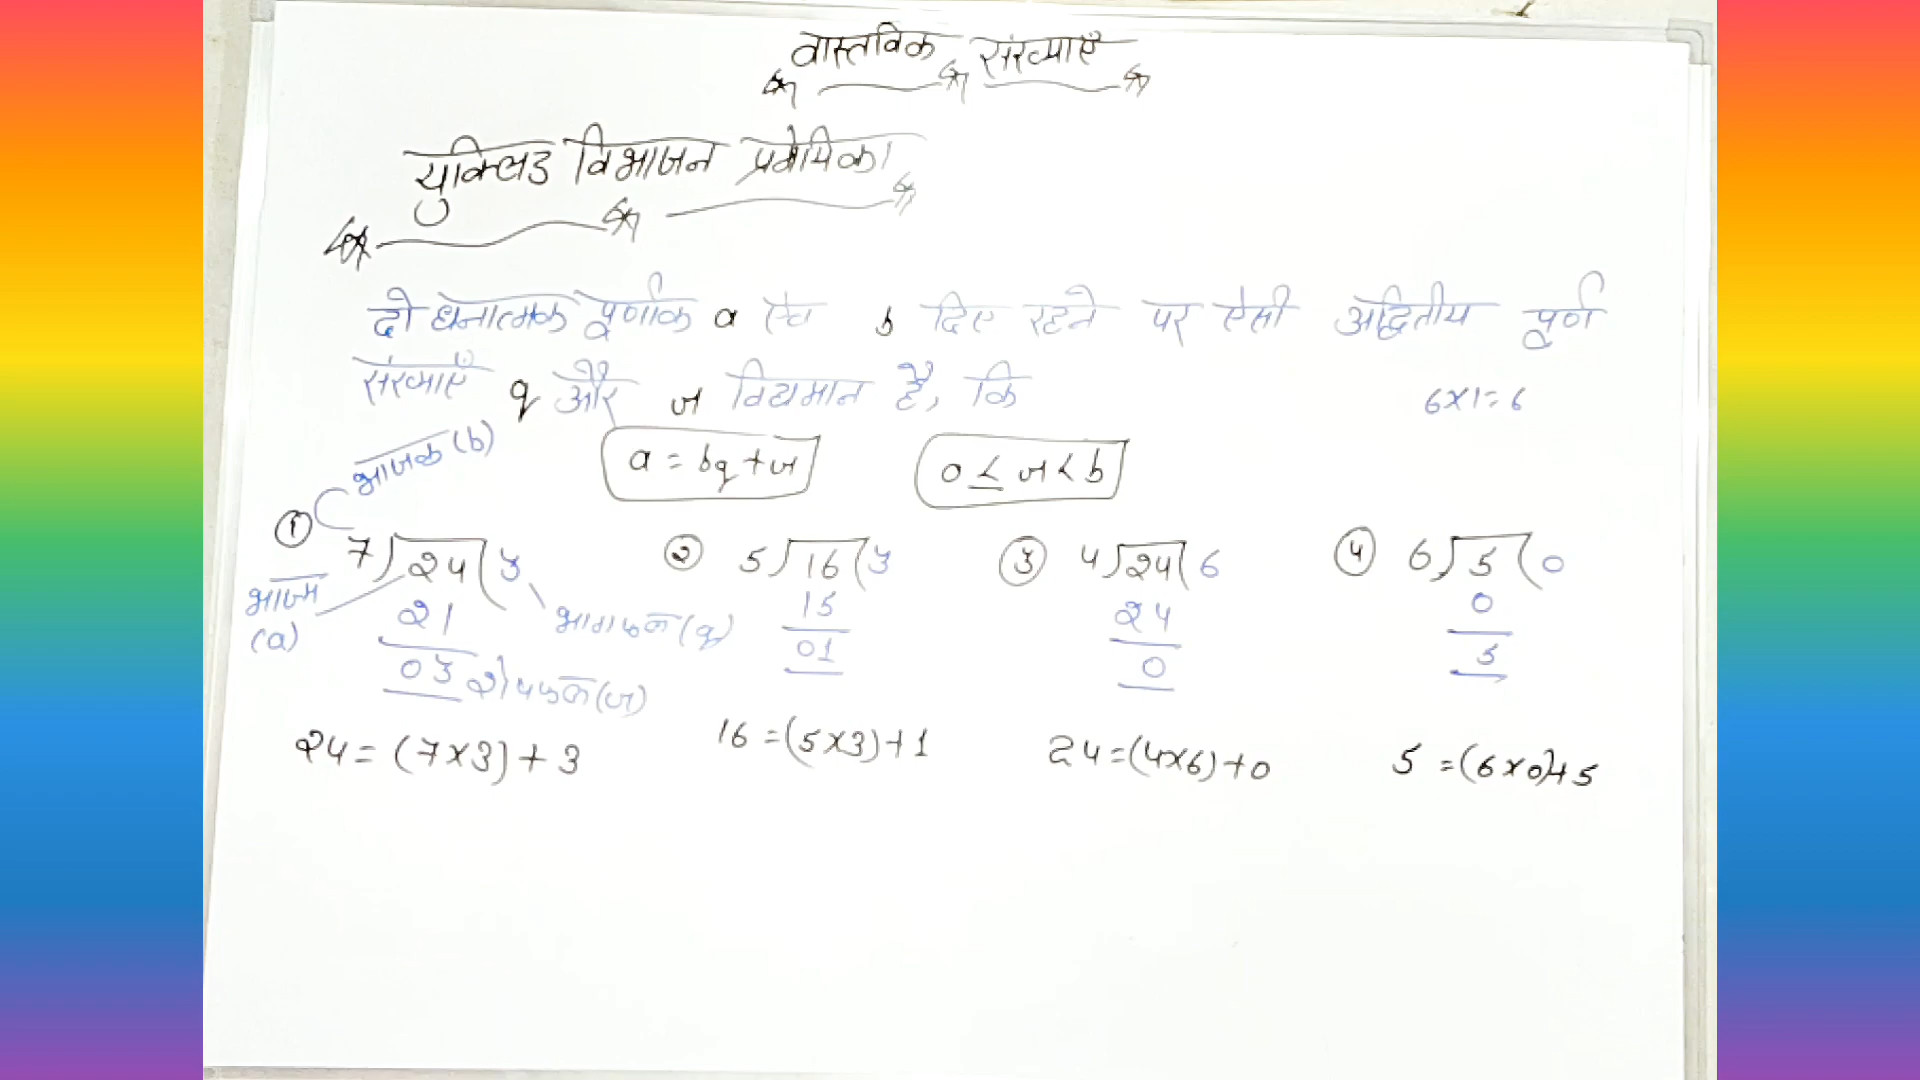 वास्तविक संख्याएँ
युक्लिड विभाजन प्रमेयिका
दो धनात्मक पूर्णांक a एवं b दिए रहने पर ऐसी अद्वितीय पूर्ण
संख्याएँ q और r विद्यमान है, कि
6×1=6
भाजक (b)
a = bq + r
0 ≤ r < b
① 7) 24 ( 3
21
03
भाज्य
(a)
भागफल (q)
शेषफल (r)
24 = (7×3) + 3
② 5) 16 ( 3
15
01
16 = (5×3) + 1
③ 4) 24 ( 6
24
0
24 = (4×6) + 0
④ 6) 5 ( 0
0
5
5 = (6×0)+5